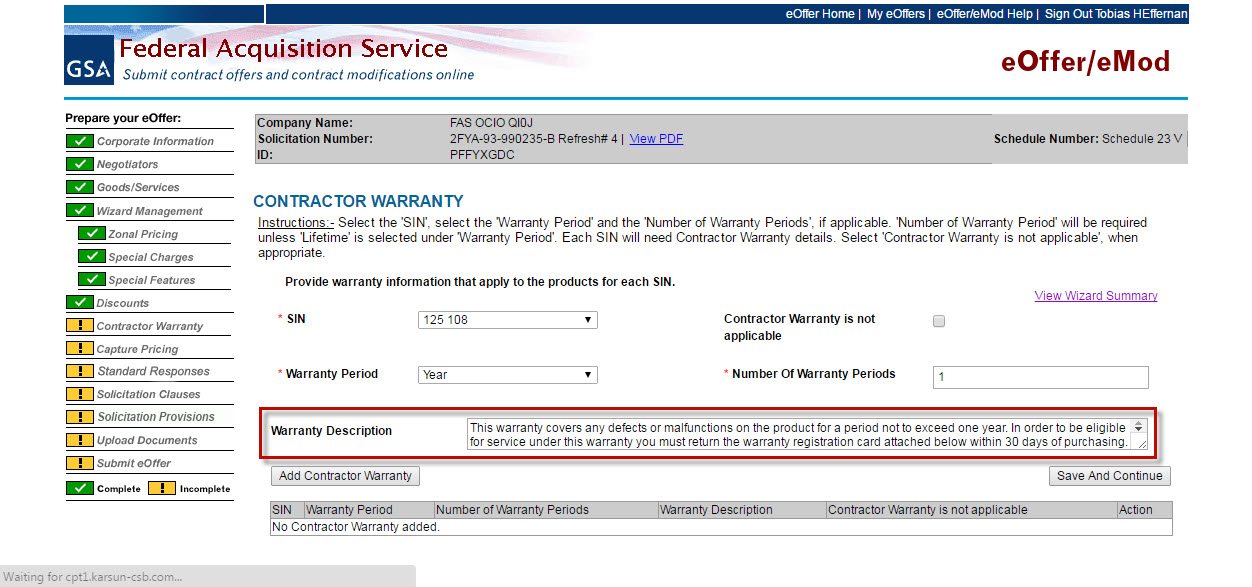 eOffer Home | My eOffers | eOffer/eMod Help | Sign Out Tobias HEffernan
GSA
Federal Acquisition Service
Submit contract offers and contract modifications online
eOffer/eMod
Prepare your eOffer:
Corporate Information
Negotiators
Goods/Services
Wizard Management
Zonal Pricing
Special Charges
Special Features
Discounts
Contractor Warranty
Capture Pricing
Standard Responses
Solicitation Clauses
Solicitation Provisions
Upload Documents
Submit eOffer
Complete ! Incomplete
Company Name: FAS OCIO QI0J
Solicitation Number: 2FYA-93-990235-B Refresh# 4 | View PDF Schedule Number: Schedule 23 V
ID: PFFYXGDC
CONTRACTOR WARRANTY
Instructions:- Select the 'SIN', select the 'Warranty Period' and the 'Number of Warranty Periods', if applicable. 'Number of Warranty Period' will be required
unless 'Lifetime' is selected under 'Warranty Period'. Each SIN will need Contractor Warranty details. Select 'Contractor Warranty is not applicable', when
appropriate.
Provide warranty information that apply to the products for each SIN.
View Wizard Summary
* SIN 125 108 Contractor Warranty is not
applicable
* Warranty Period Year * Number Of Warranty Periods 1
Warranty Description
This warranty covers any defects or malfunctions on the product for a period not to exceed one year. In order to be eligible
for service under this warranty you must return the warranty registration card attached below within 30 days of purchasing.
Add Contractor Warranty Save And Continue
SIN Warranty Period Number of Warranty Periods Warranty Description Contractor Warranty is not applicable Action
No Contractor Warranty added.
Waiting for cpt1.karsun-csb.com...